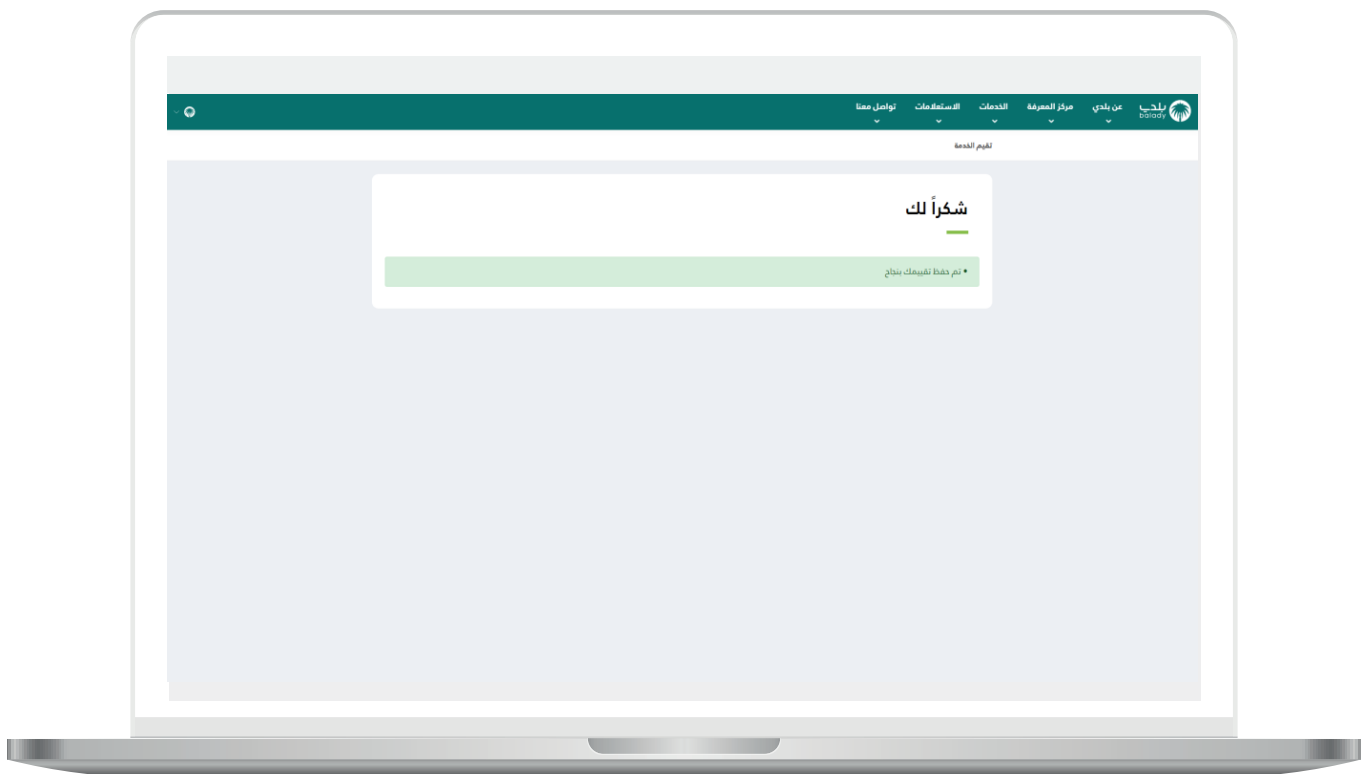 بلدي
balady
عن بلدي
مركز المعرفة
الخدمات
الاستعلامات
تواصل معنا
تقيم الخدمة
شكراً لك
تم حفظ تقييمك بنجاح